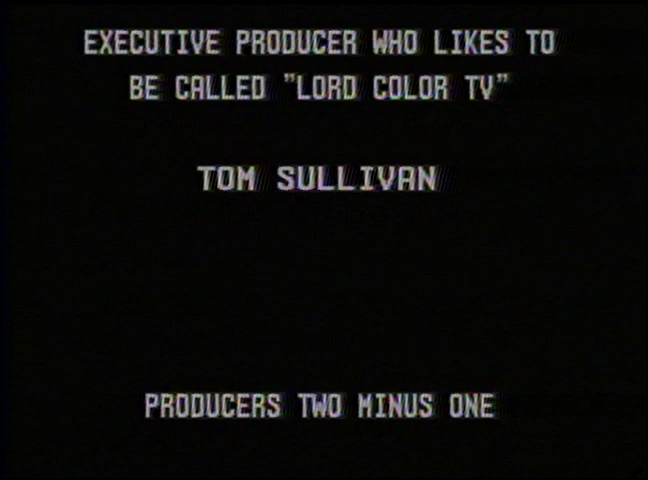 EXECUTIVE PRODUCER WHO LIKES TO
BE CALLED "LORD COLOR TV"
TOM SULLIVAN
PRODUCERS TWO MINUS ONE